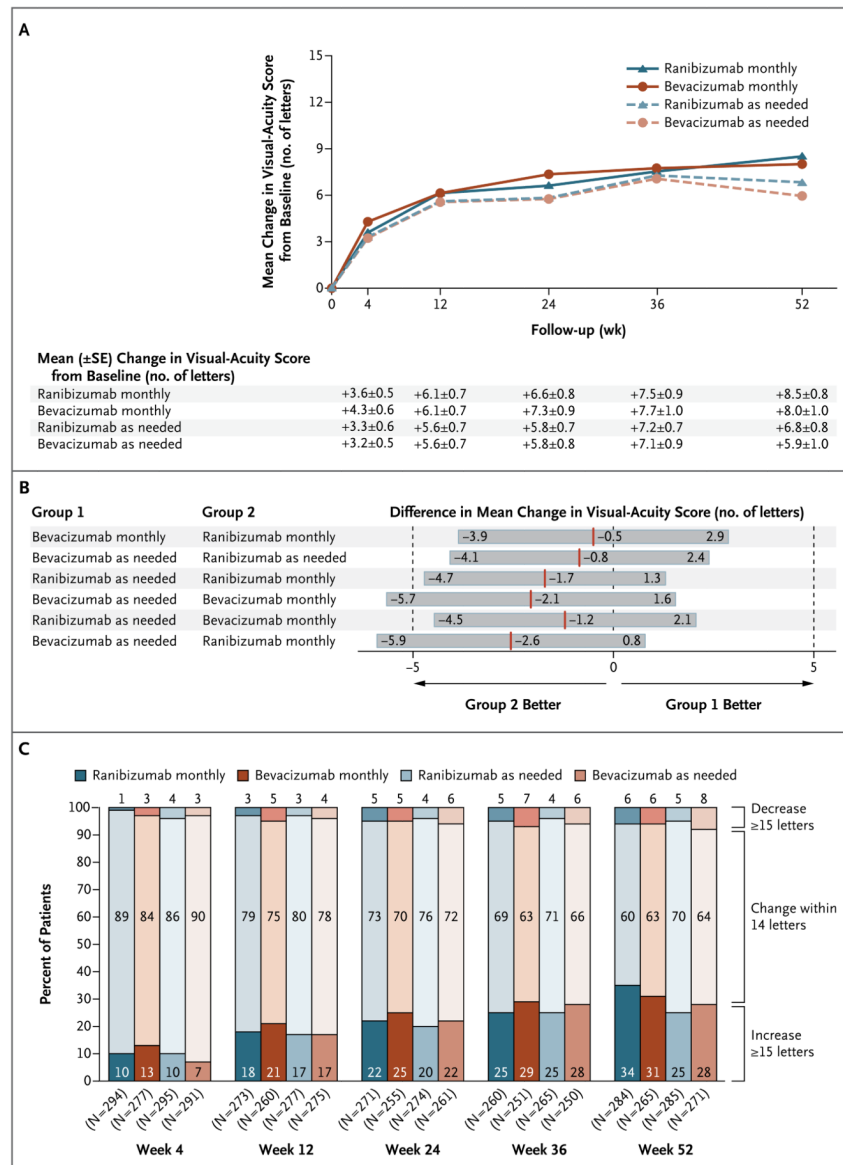 A
Mean Change in Visual-Acuity Score
from Baseline (no. of letters)
15
12
9
6
3
0
Ranibizumab monthly
Bevacizumab monthly
Ranibizumab as needed
Bevacizumab as needed
0 4 12 24 36 52
Follow-up (wk)
Mean (±SE) Change in Visual-Acuity Score
from Baseline (no. of letters)
Ranibizumab monthly +3.6±0.5 +6.1±0.7 +6.6±0.8 +7.5±0.9 +8.5±0.8
Bevacizumab monthly +4.3±0.6 +6.1±0.7 +7.3±0.9 +7.7±1.0 +8.0±1.0
Ranibizumab as needed +3.3±0.6 +5.6±0.7 +5.8±0.7 +7.2±0.7 +6.8±0.8
Bevacizumab as needed +3.2±0.5 +5.6±0.7 +5.8±0.8 +7.1±0.9 +5.9±1.0
B
Group 1 Group 2 Difference in Mean Change in Visual-Acuity Score (no. of letters)
Bevacizumab monthly Ranibizumab monthly −3.9 −0.5 2.9
Bevacizumab as needed Ranibizumab as needed −4.1 −0.8 2.4
Ranibizumab as needed Ranibizumab monthly −4.7 −1.7 1.3
Bevacizumab as needed Bevacizumab monthly −5.7 −2.1 1.6
Ranibizumab as needed Bevacizumab monthly −4.5 −1.2 2.1
Bevacizumab as needed Ranibizumab monthly −5.9 −2.6 0.8
−5 0 5
Group 2 Better Group 1 Better
C
Ranibizumab monthly Bevacizumab monthly Ranibizumab as needed Bevacizumab as needed
Percent of Patients
100
90
80
70
60
50
40
30
20
10
0
1 3 4 3 3 5 3 4 5 5 4 6 5 7 4 6 6 6 5 8
89 84 86 90 79 75 80 78 73 70 76 72 69 63 71 66 60 63 70 64
10 13 10 7 18 21 17 17 22 25 20 22 25 29 25 28 34 31 25 28
Decrease
≥15 letters
Change within
14 letters
Increase
≥15 letters
(N=294) (N=277) (N=295) (N=291) (N=273) (N=260) (N=277) (N=275) (N=271) (N=255) (N=274) (N=261) (N=260) (N=251) (N=265) (N=250) (N=284) (N=265) (N=285) (N=271)
Week 4 Week 12 Week 24 Week 36 Week 52